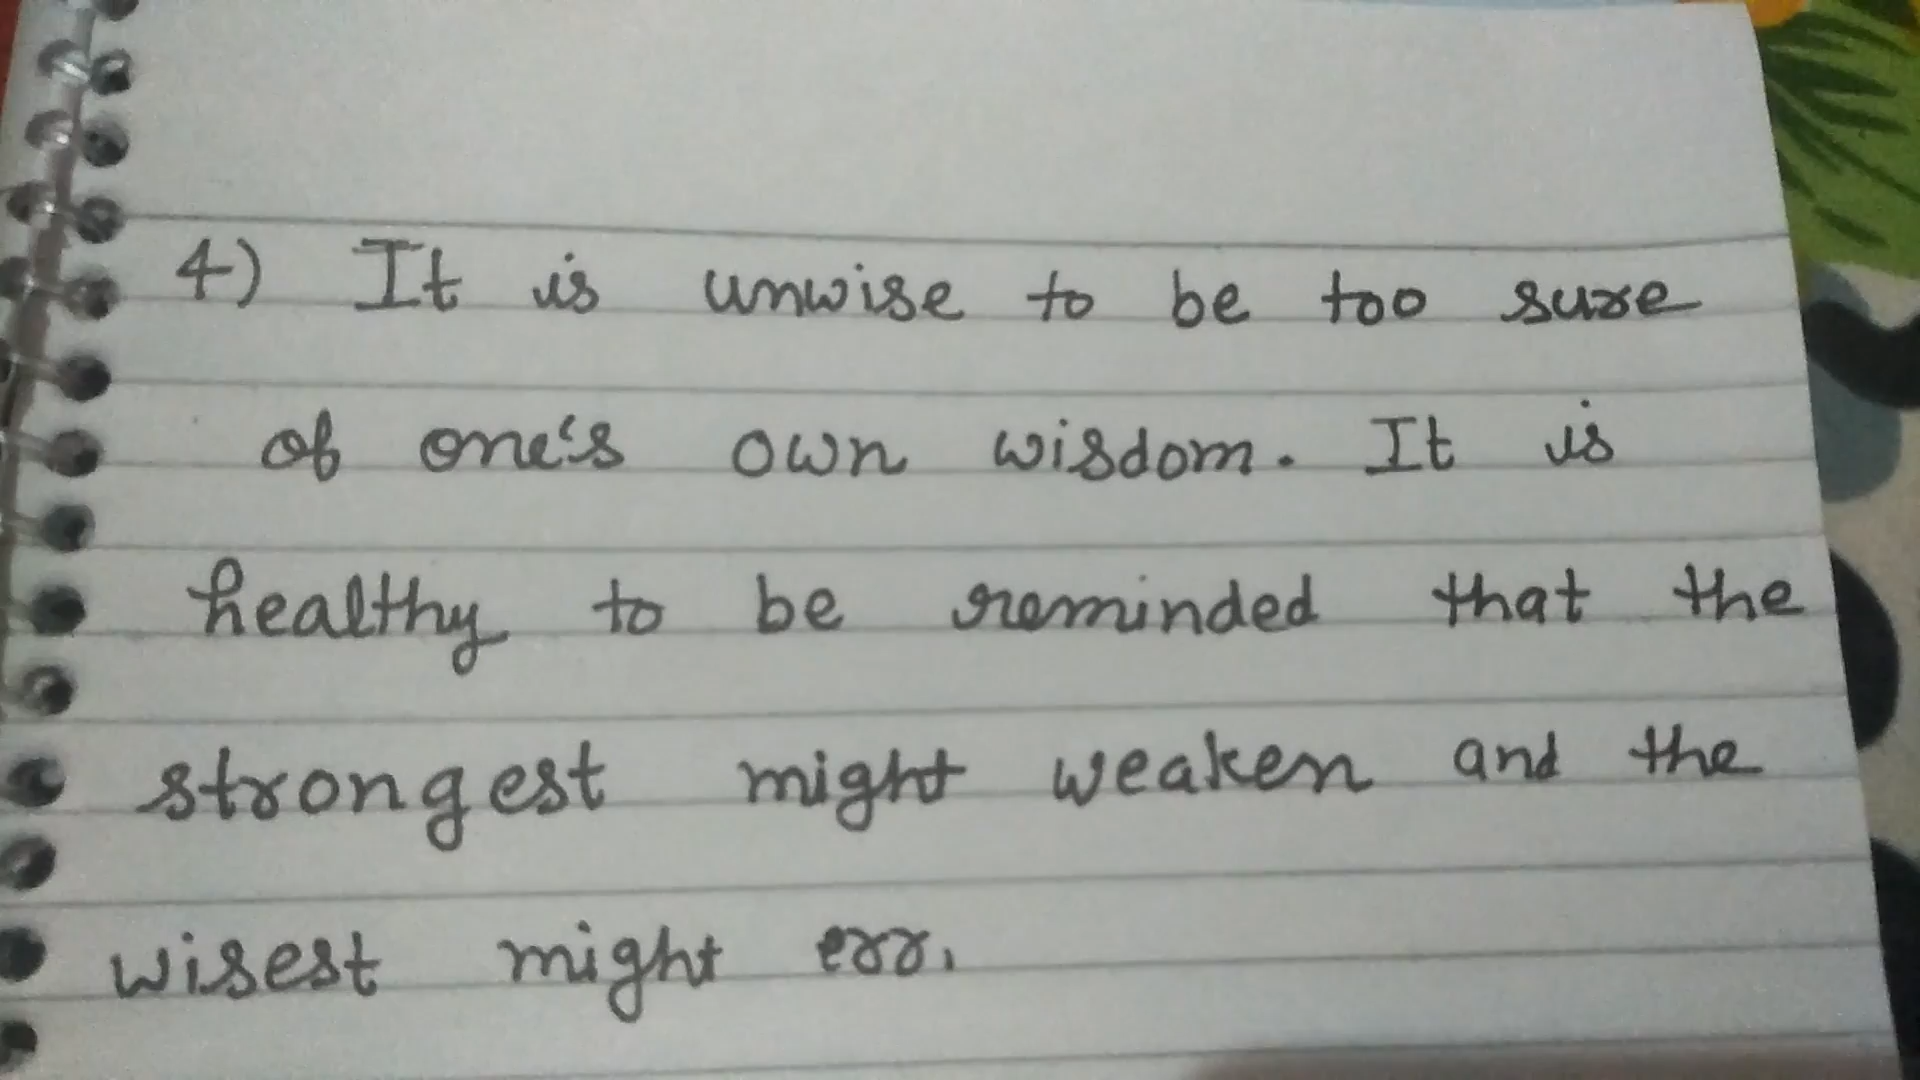 4) It is unwise to be too sure
of one's own wisdom. It is
healthy to be reminded that the
strongest might weaken and the
wisest might err.